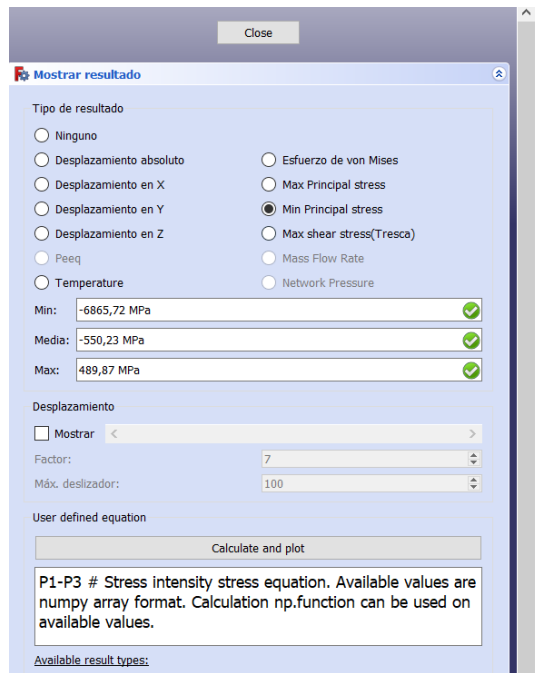 Close
Mostrar resultado
Tipo de resultado
Ninguno
Desplazamiento absoluto
Esfuerzo de von Mises
Desplazamiento en X
Max Principal stress
Desplazamiento en Y
Min Principal stress
Desplazamiento en Z
Max shear stress(Tresca)
Peeq
Mass Flow Rate
Temperature
Network Pressure
Min: -6865,72 MPa
Media: -550,23 MPa
Max: 489,87 MPa
Desplazamiento
Mostrar
Factor: 7
Máx. deslizador: 100
User defined equation
Calculate and plot
P1-P3 # Stress intensity stress equation. Available values are
numpy array format. Calculation np.function can be used on
available values.
Available result types: